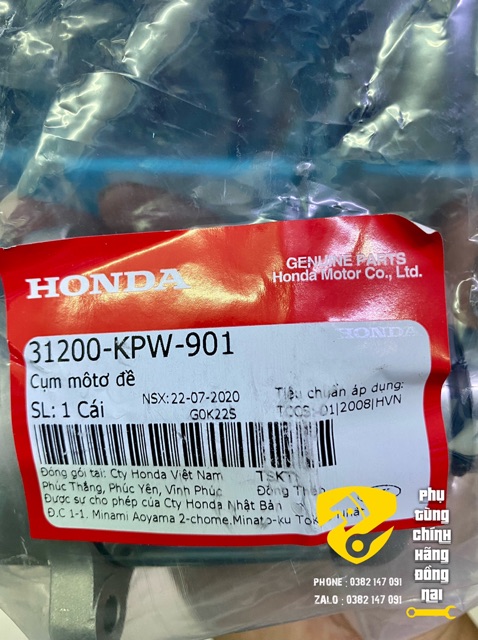 GENUINE PARTS
HONDA Honda Motor Co., Ltd.
HONDA
31200-KPW-901
Cụm môtơ đề
NSX:22-07-2020 Tiêu chuẩn áp dụng:
SL: 1 Cái G0K22S TCCS: 01|2008|HVN
Đóng gói tại: Cty Honda Việt Nam
Phúc Thắng, Phúc Yên, Vĩnh Phúc
Được sự cho phép của Cty Honda Nhật Bản
Đ.C 1-1. Minami Aoyama 2-chome.Minato-ku
phụ
tùng
chính
hãng
đồng
nai
PHONE : 0382 147 091
ZALO : 0382 147 091